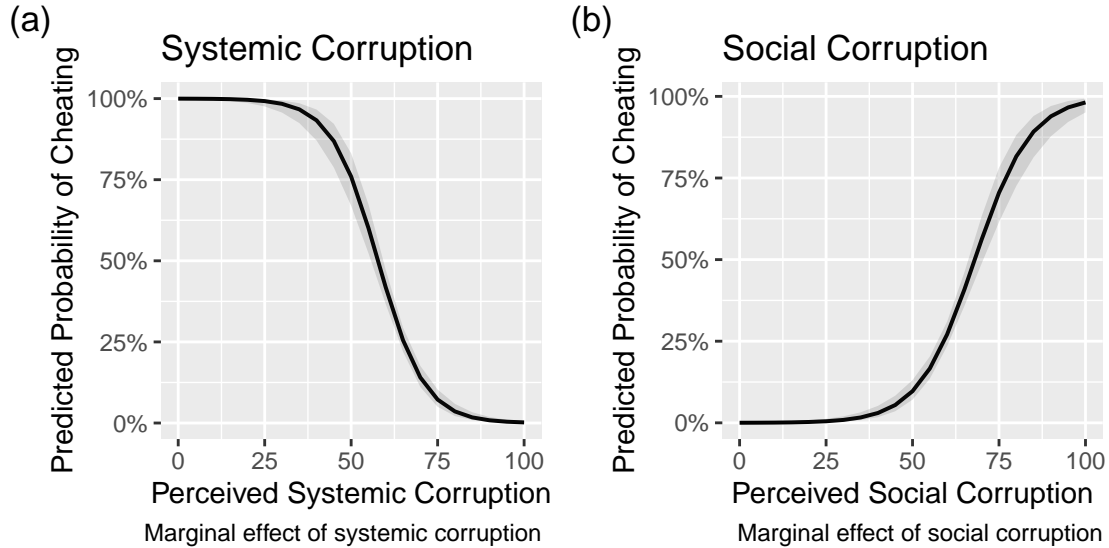 (a)
Systemic Corruption
Predicted Probability of Cheating
100%
75%
50%
25%
0%
0 25 50 75 100
Perceived Systemic Corruption
Marginal effect of systemic corruption
(b)
Social Corruption
Predicted Probability of Cheating
100%
75%
50%
25%
0%
0 25 50 75 100
Perceived Social Corruption
Marginal effect of social corruption